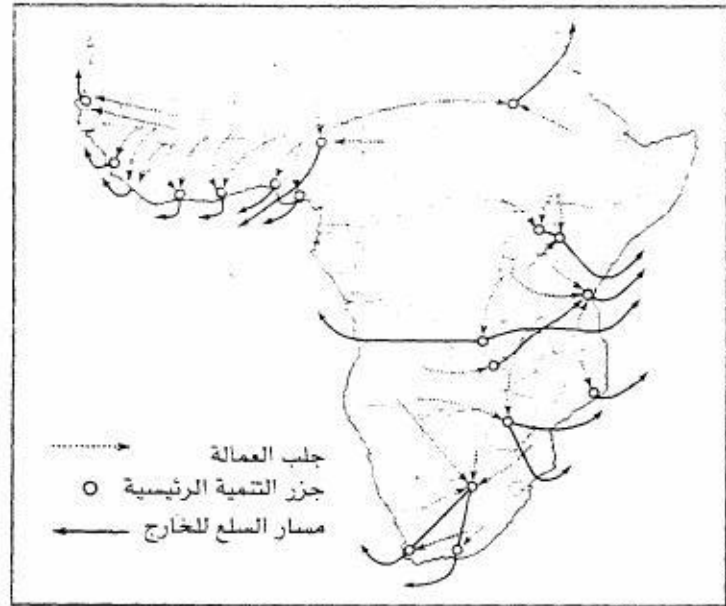 جلب العمالة
جزر التنمية الرئيسية
مسار السلع للخارج